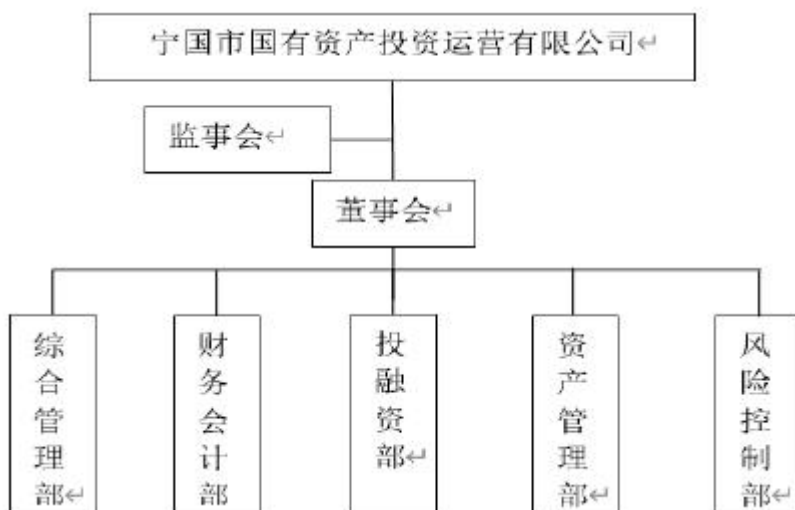 宁国市国有资产投资运营有限公司↵
监事会↵
董事会↵
综合管理部↵
财务会计部
投融资部↵
资产管理部↵
风险控制部↵